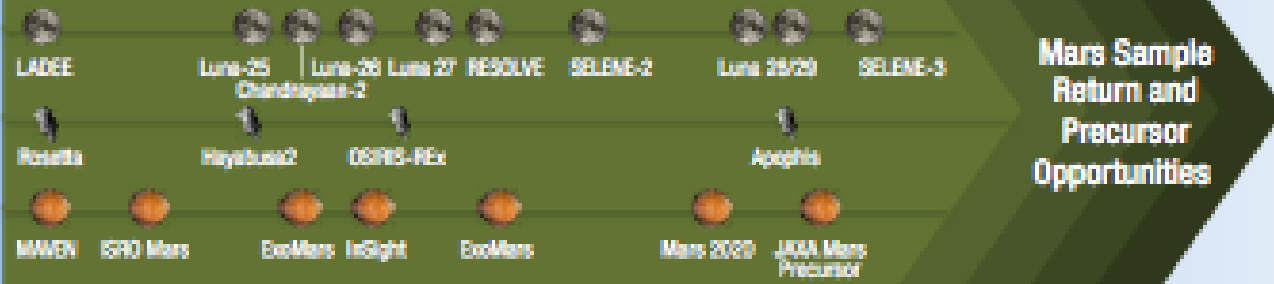 LADEE Luna-25 Luna-26 Luna 27 RESOLVE SELENE-2 Luna 28/29 SELENE-3
Chandrayaan-2
Rosetta Hayabusa2 OSIRIS-REx Apophis
MAVEN ISRO Mars ExoMars InSight ExoMars Mars 2020 JAXA Mars
Precursor
Mars Sample
Return and
Precursor
Opportunities